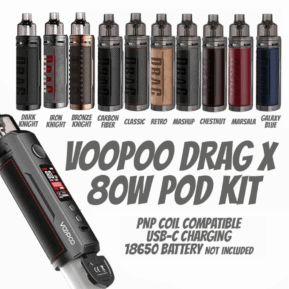 DARK KNIGHT
IRON KNIGHT
BRONZE KNIGHT
CARBON FIBER
CLASSIC
RETRO
MASHUP
CHESTNUT
MARSALA
GALAXY BLUE
VOOPOO DRAG X
80W POD KIT
PNP COIL COMPATIBLE
USB-C CHARGING
18650 BATTERY NOT INCLUDED
VOOPOO